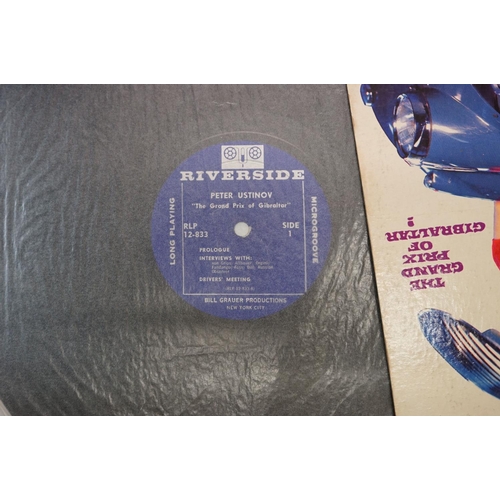 RIVERSIDE
PETER USTINOV
"The Grand Prix of Gibraltar"
RLP
12-833
SIDE
1
LONG PLAYING
MICROGROOVE
PROLOGUE
INTERVIEWS WITH:
DRIVERS' MEETING
BILL GRAUER PRODUCTIONS
NEW YORK CITY
THE
GRAND
PRIX
OF
GIBRALTAR
!